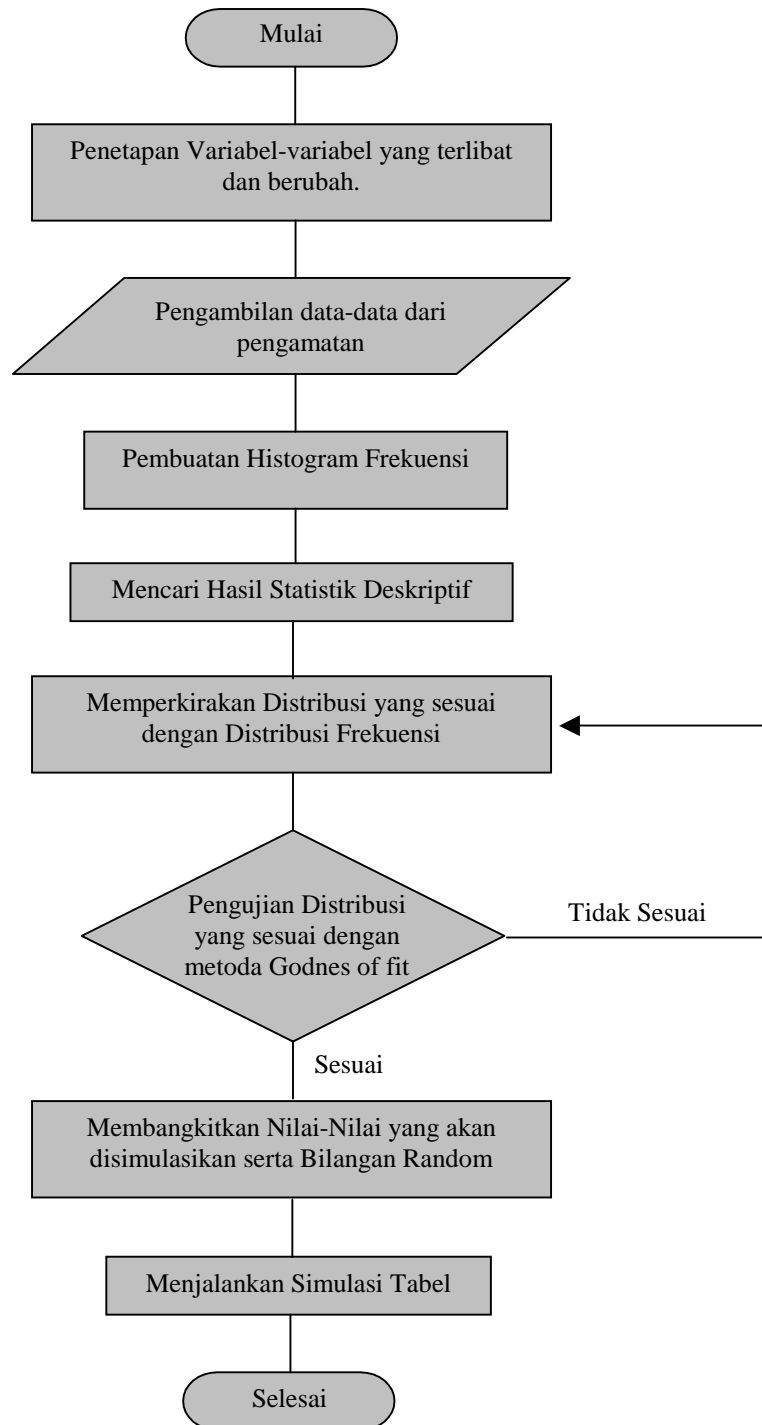 Mulai
Penetapan Variabel-variabel yang terlibat
dan berubah.
Pengambilan data-data dari
pengamatan
Pembuatan Histogram Frekuensi
Mencari Hasil Statistik Deskriptif
Memperkirakan Distribusi yang sesuai
dengan Distribusi Frekuensi
Pengujian Distribusi
yang sesuai dengan
metoda Godnes of fit
Tidak Sesuai
Sesuai
Membangkitkan Nilai-Nilai yang akan
disimulasikan serta Bilangan Random
Menjalankan Simulasi Tabel
Selesai